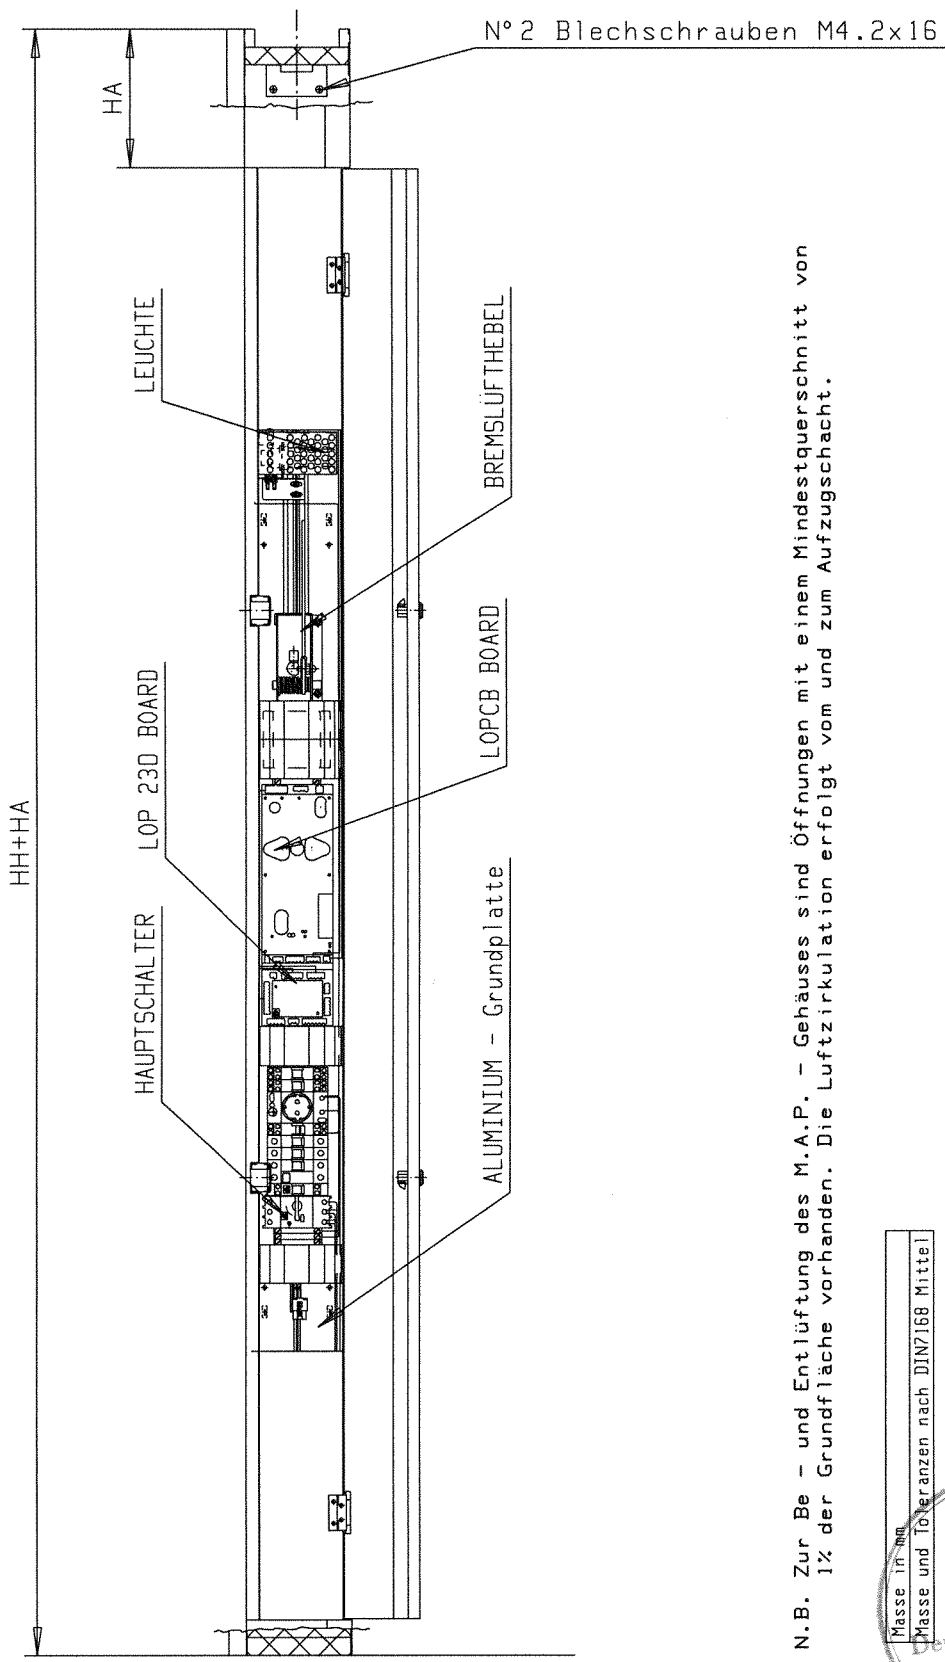 N°2 Blechschrauben M4.2x16
HA
HH+HA
LEUCHTE
BREMSLÜFTHEBEL
LOP 230 BOARD
LOPCB BOARD
HAUPTSCHALTER
ALUMINIUM - Grundplatte
N.B. Zur Be - und Entlüftung des M.A.P. - Gehäuses sind Öffnungen mit einem Mindestquerschnitt von
1% der Grundfläche vorhanden. Die Luftzirkulation erfolgt vom und zum Aufzugschacht.
Masse in mm
Masse und Toleranzen nach DIN7168 Mittel